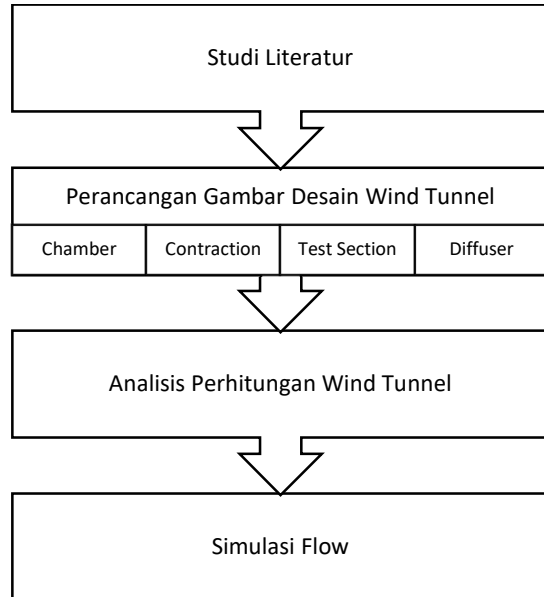 Studi Literatur
Perancangan Gambar Desain Wind Tunnel
Chamber
Contraction
Test Section
Diffuser
Analisis Perhitungan Wind Tunnel
Simulasi Flow